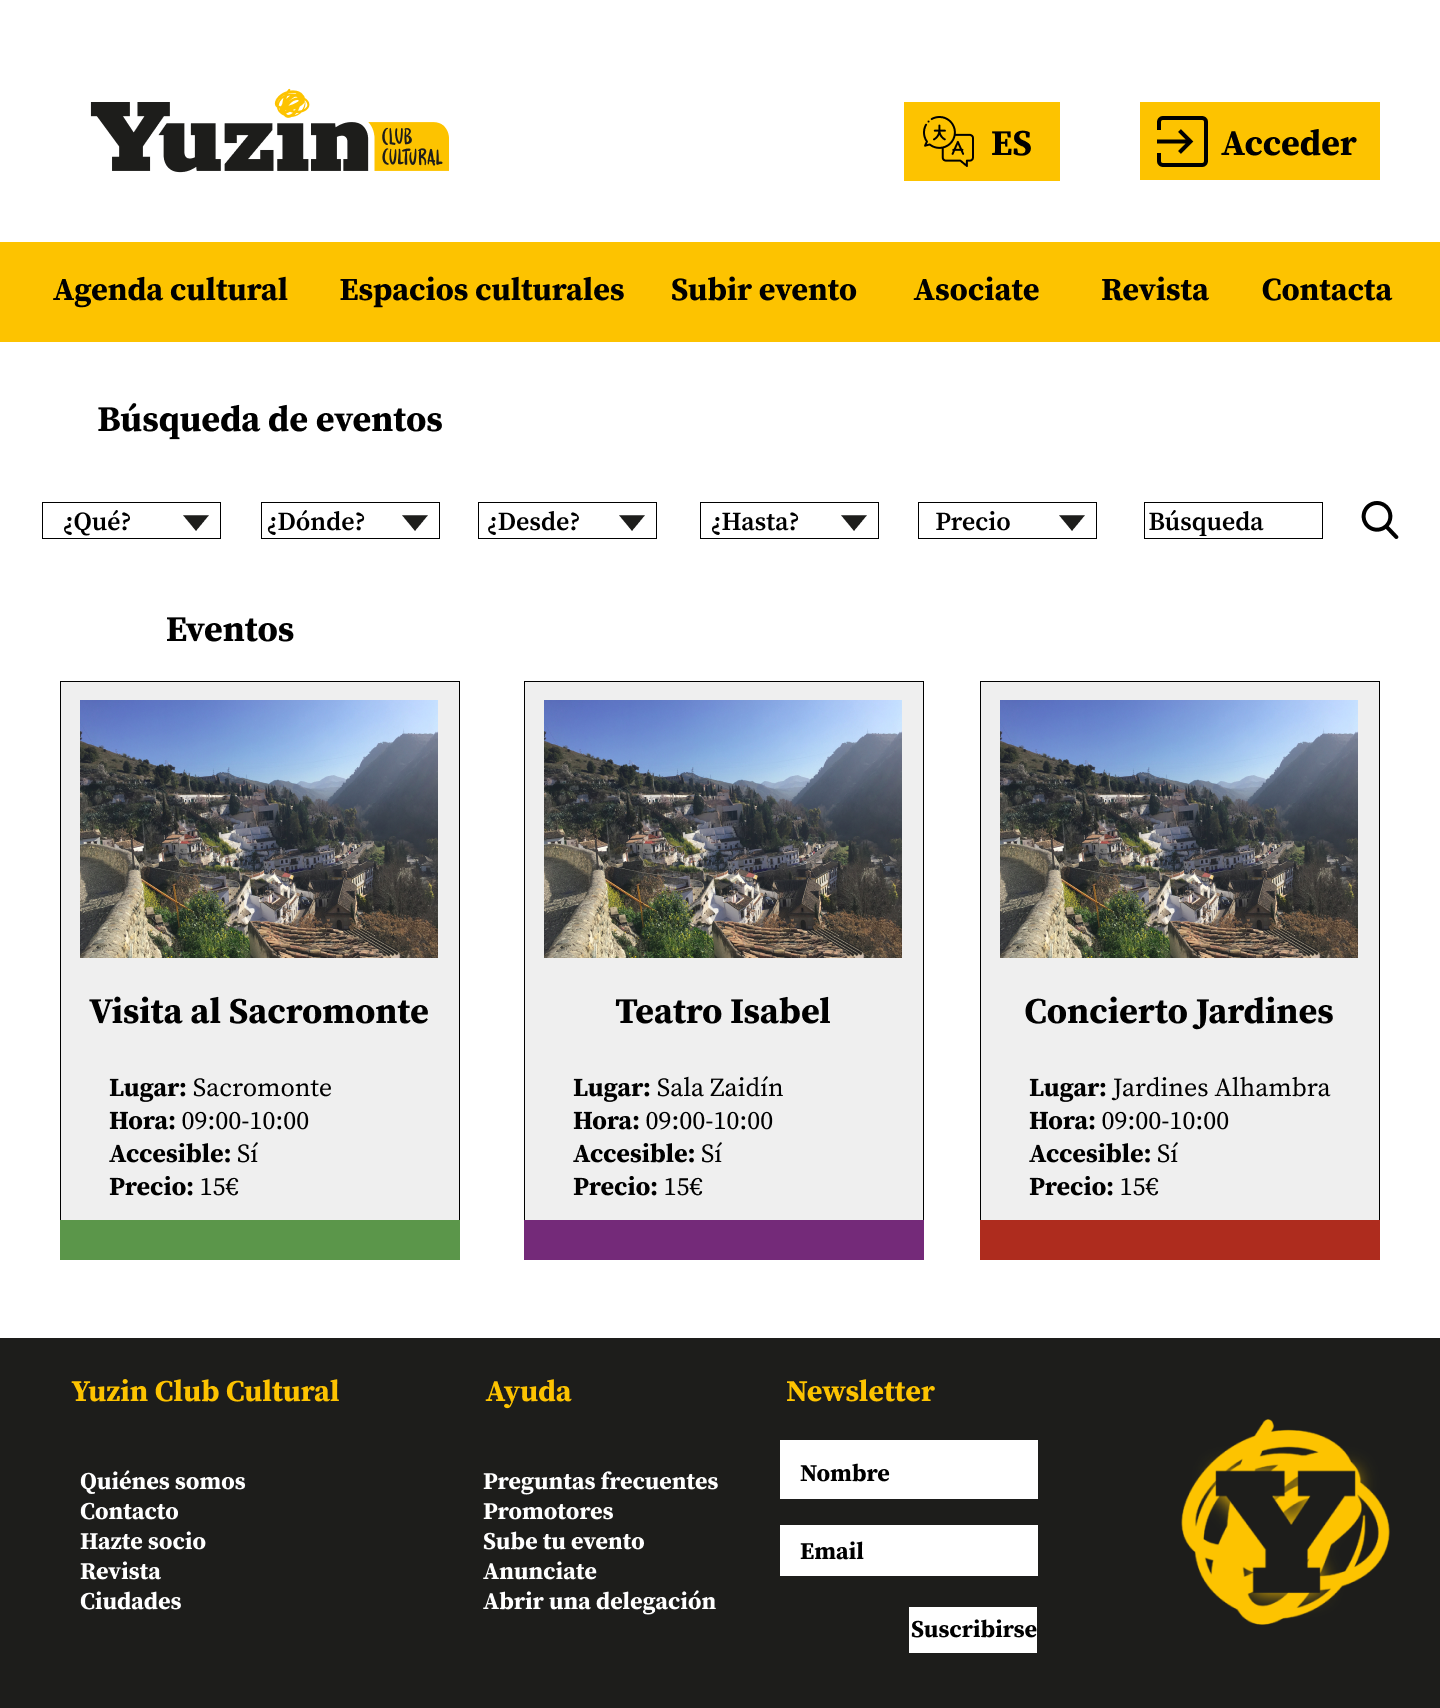 Yuzin
CLUB
CULTURAL
ES
Acceder
Agenda cultural
Espacios culturales
Subir evento
Asociate
Revista
Contacta
Búsqueda de eventos
¿Qué?
¿Dónde?
¿Desde?
¿Hasta?
Precio
Búsqueda
Eventos
Visita al Sacromonte
Lugar: Sacromonte
Hora: 09:00-10:00
Accesible: Sí
Precio: 15€
Teatro Isabel
Lugar: Sala Zaidín
Hora: 09:00-10:00
Accesible: Sí
Precio: 15€
Concierto Jardines
Lugar: Jardines Alhambra
Hora: 09:00-10:00
Accesible: Sí
Precio: 15€
Yuzin Club Cultural
Quiénes somos
Contacto
Hazte socio
Revista
Ciudades
Ayuda
Preguntas frecuentes
Promotores
Sube tu evento
Anunciate
Abrir una delegación
Newsletter
Nombre
Email
Suscribirse
Y